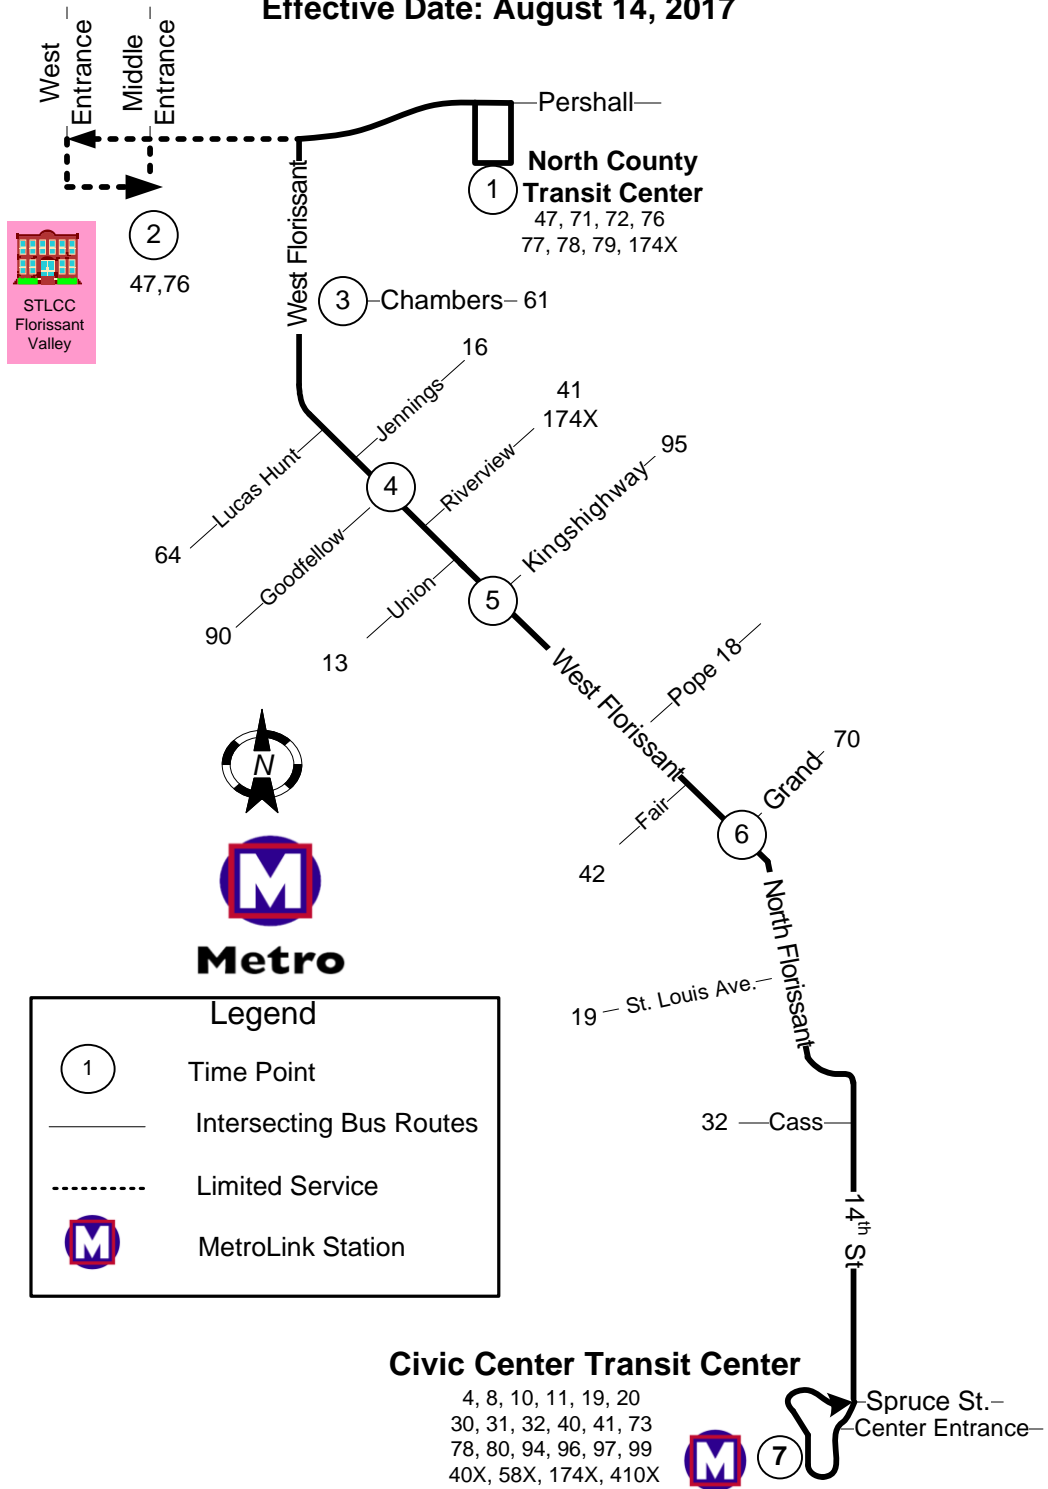 Effective Date: August 14, 2017
West
Entrance
Middle
Entrance
Pershall
North County
Transit Center
1
47, 71, 72, 76
77, 78, 79, 174X
2
47,76
STLCC
Florissant
Valley
West Florissant
3
Chambers
61
16
Jennings
41
174X
Riverview
95
Kingshighway
Lucas Hunt
64
4
Goodfellow
90
Union
13
5
West Florissant
Pope 18
70
Grand
Fair
42
6
N
Metro
North Florissant
19
St. Louis Ave.
32
Cass
14th St
Legend
1
Time Point
Intersecting Bus Routes
Limited Service
M
MetroLink Station
Civic Center Transit Center
4, 8, 10, 11, 19, 20
30, 31, 32, 40, 41, 73
78, 80, 94, 96, 97, 99
40X, 58X, 174X, 410X
M
7
Spruce St.
Center Entrance
M